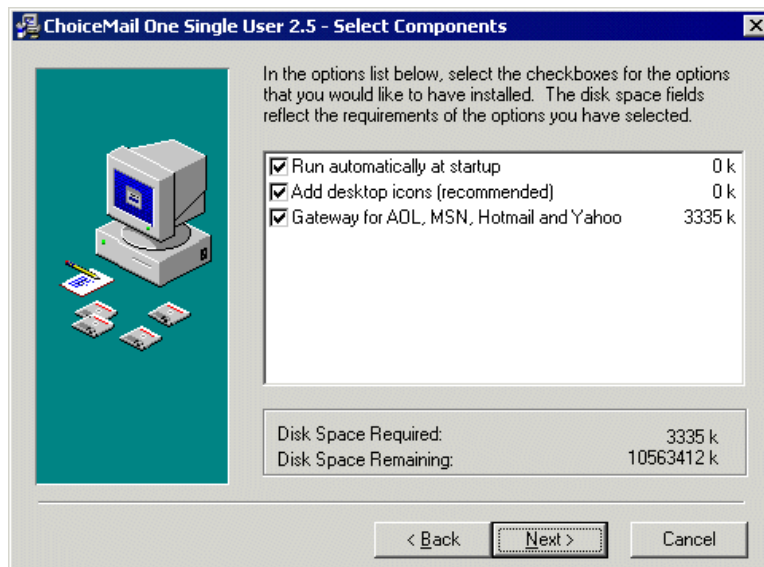 ChoiceMail One Single User 2.5 - Select Components
In the options list below, select the checkboxes for the options
that you would like to have installed. The disk space fields
reflect the requirements of the options you have selected.
Run automatically at startup 0 k
Add desktop icons (recommended) 0 k
Gateway for AOL, MSN, Hotmail and Yahoo 3335 k
Disk Space Required: 3335 k
Disk Space Remaining: 10563412 k
< Back Next > Cancel